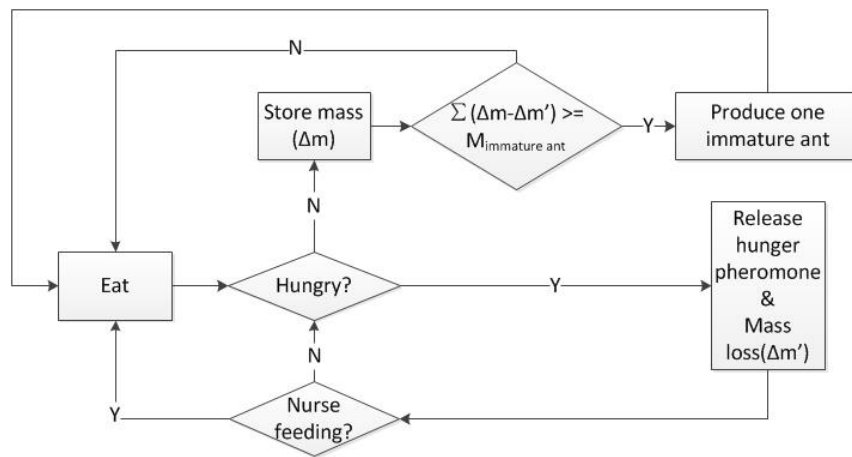 N
Store mass
(Δm)
∑(Δm-Δm') >=
Mimmature ant
Y
Produce one
immature ant
N
Eat
Hungry?
Y
Release
hunger
pheromone
&
Mass
loss(Δm')
N
Y
Nurse
feeding?